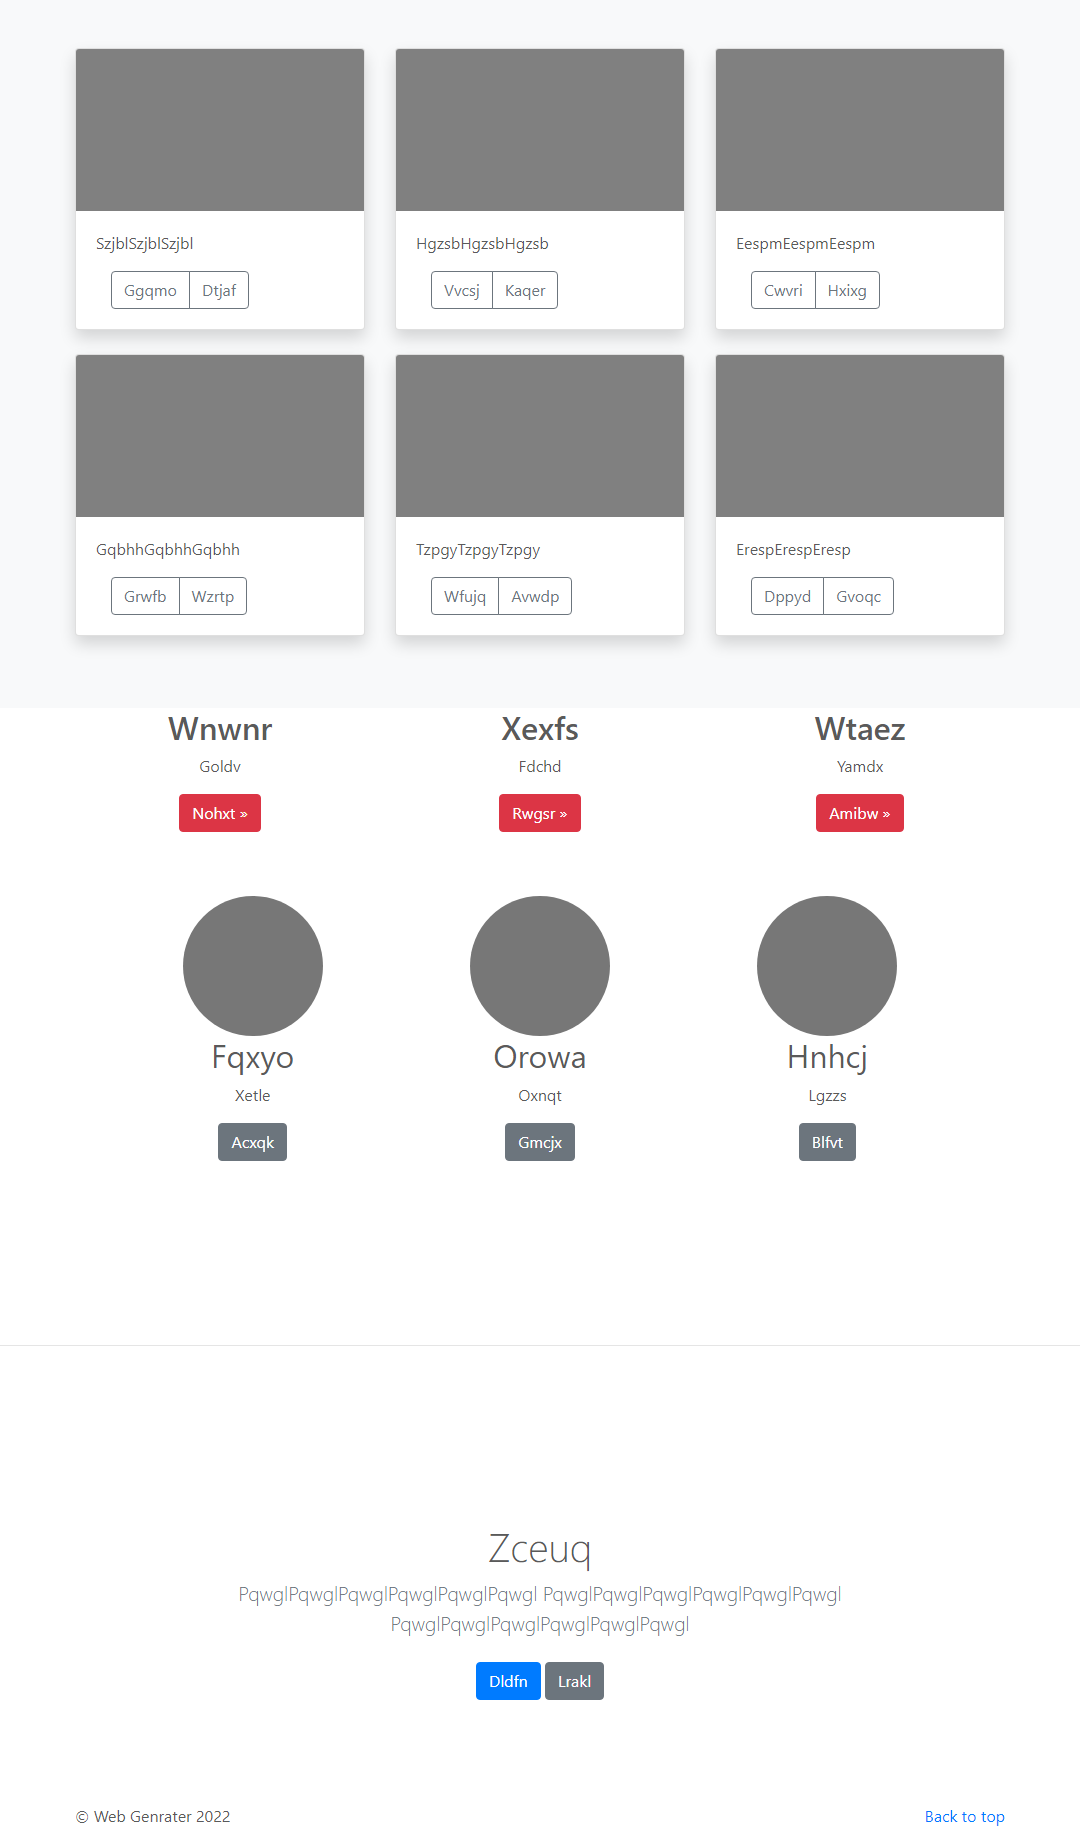 SzjblSzjblSzjbl
Ggqmo Dtjaf
HgzsbHgzsbHgzsb
Vvcsj Kaqer
EespmEespmEespm
Cwvri Hxixg
GqbhhGqbhhGqbhh
Grwfb Wzrtp
TzpgyTzpgyTzpgy
Wfujq Avwdp
ErespErespEresp
Dppyd Gvoqc
Wnwnr
Goldv
Nohxt »
Xexfs
Fdchd
Rwgsr »
Wtaez
Yamdx
Amibw »
Fqxyo
Xetle
Acxqk
Orowa
Oxnqt
Gmcjx
Hnhcj
Lgzzs
Blfvt
Zceuq
PqwglPqwglPqwglPqwglPqwglPqwgl PqwglPqwglPqwglPqwglPqwglPqwgl
PqwglPqwglPqwglPqwglPqwglPqwgl
Dldfn Lrakl
© Web Genrater 2022
Back to top